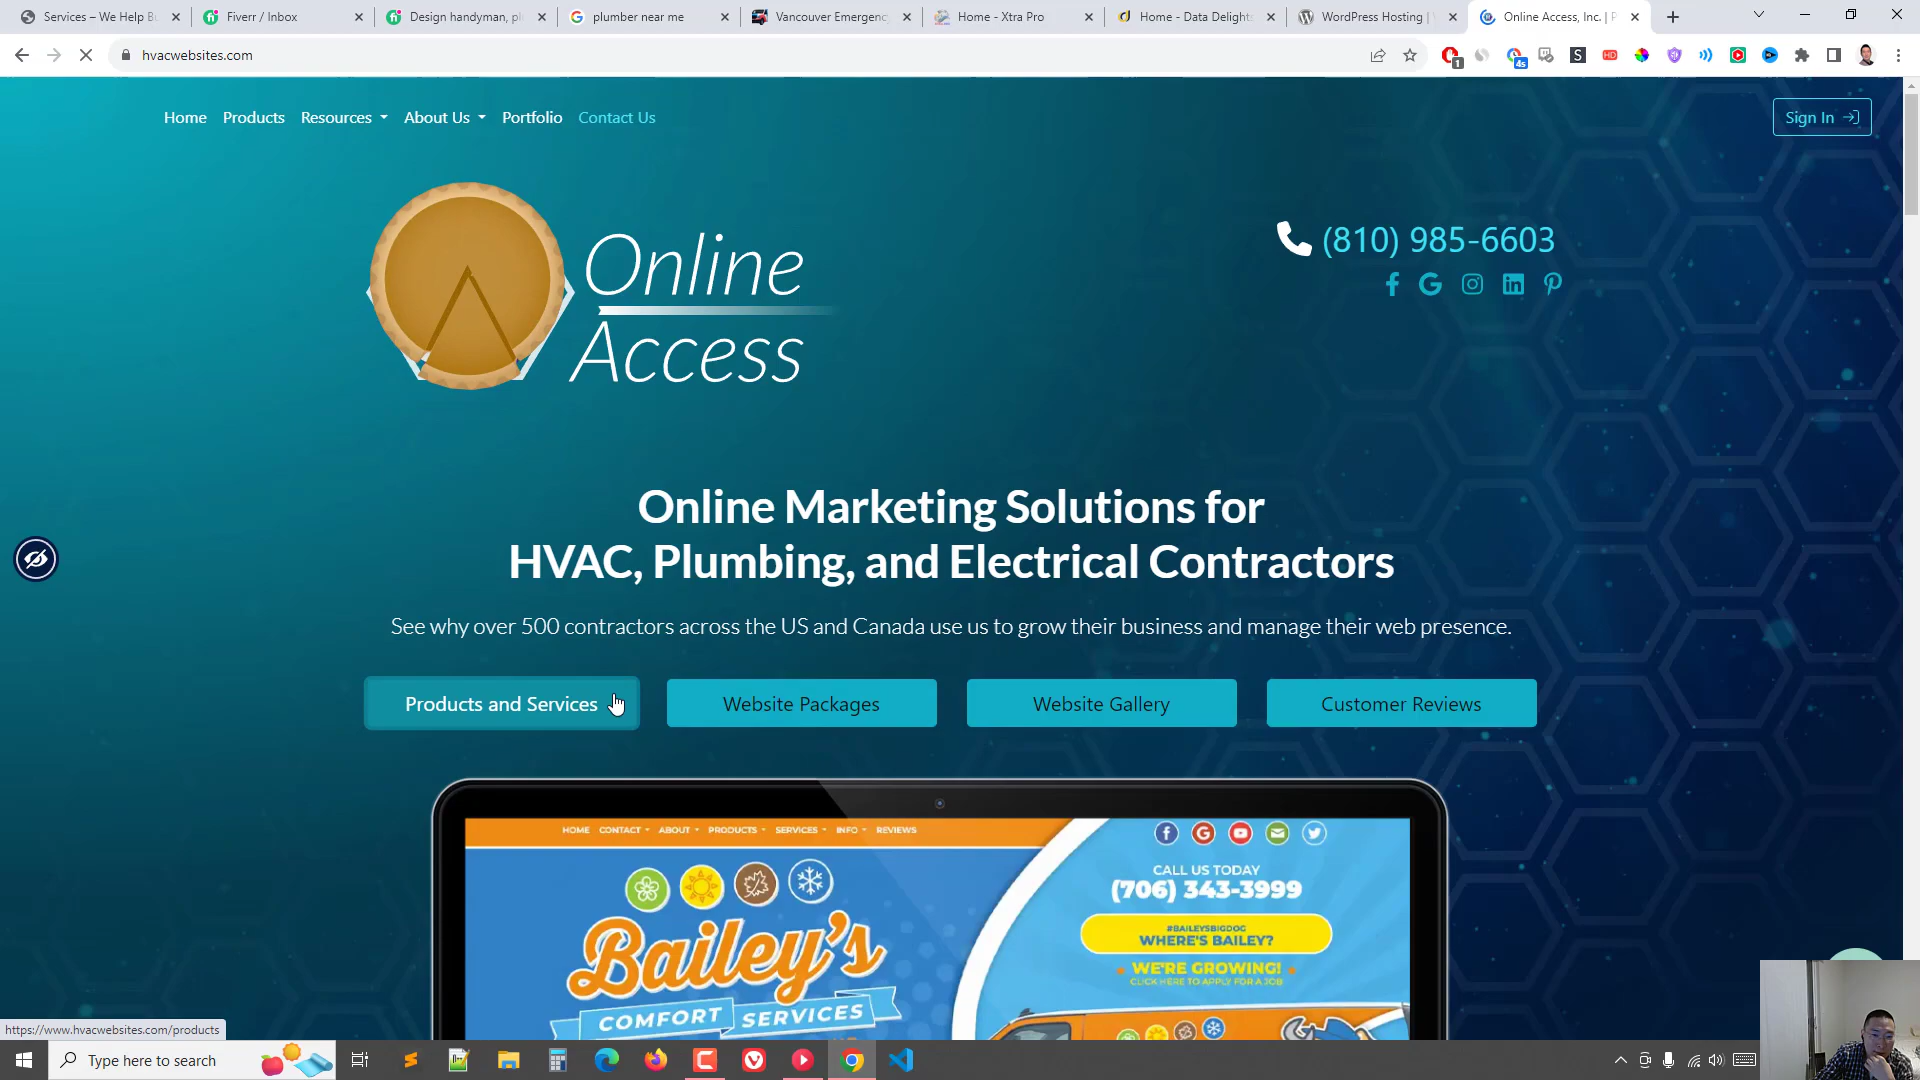 Services – We Help Bu
Fiverr / Inbox
Design handyman, pl
plumber near me
Vancouver Emergenc
Home - Xtra Pro
Home - Data Delights
WordPress Hosting |
Online Access, Inc. | P
hvacwebsites.com
1
4s
S
HD
Home
Products
Resources
About Us
Portfolio
Contact Us
Sign In
Online
Access
(810) 985-6603
Online Marketing Solutions for
HVAC, Plumbing, and Electrical Contractors
See why over 500 contractors across the US and Canada use us to grow their business and manage their web presence.
Products and Services
Website Packages
Website Gallery
Customer Reviews
HOME CONTACT ABOUT PRODUCTS SERVICES INFO REVIEWS
CALL US TODAY
(706) 343-3999
#BAILEYSBIGDOG
WHERE'S BAILEY?
WE'RE GROWING!
CLICK HERE TO APPLY FOR A JOB
Bailey's
COMFORT SERVICES
https://www.hvacwebsites.com/products
Type here to search